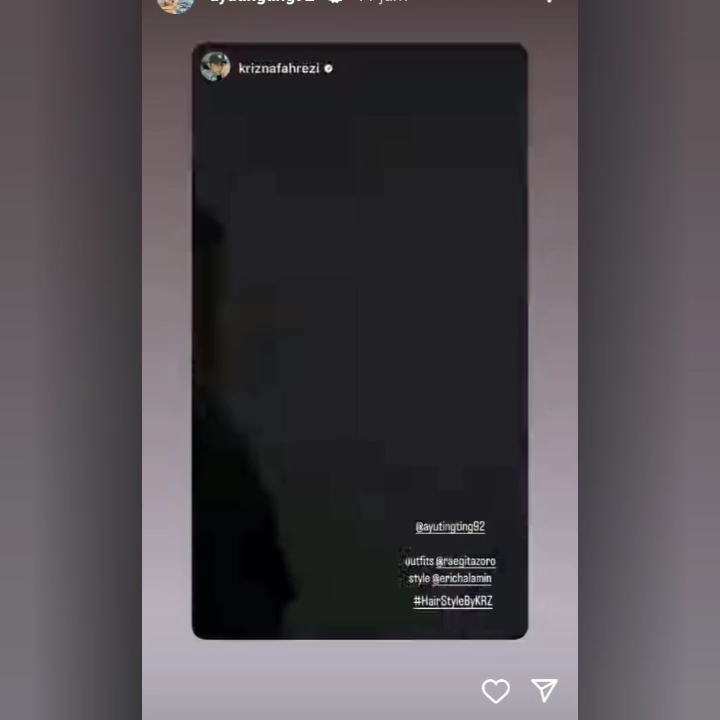 kriznafahrezi
@ayutingting92
outfits @raegitazoro
style @erichalamin
#HairStyleByKRZ